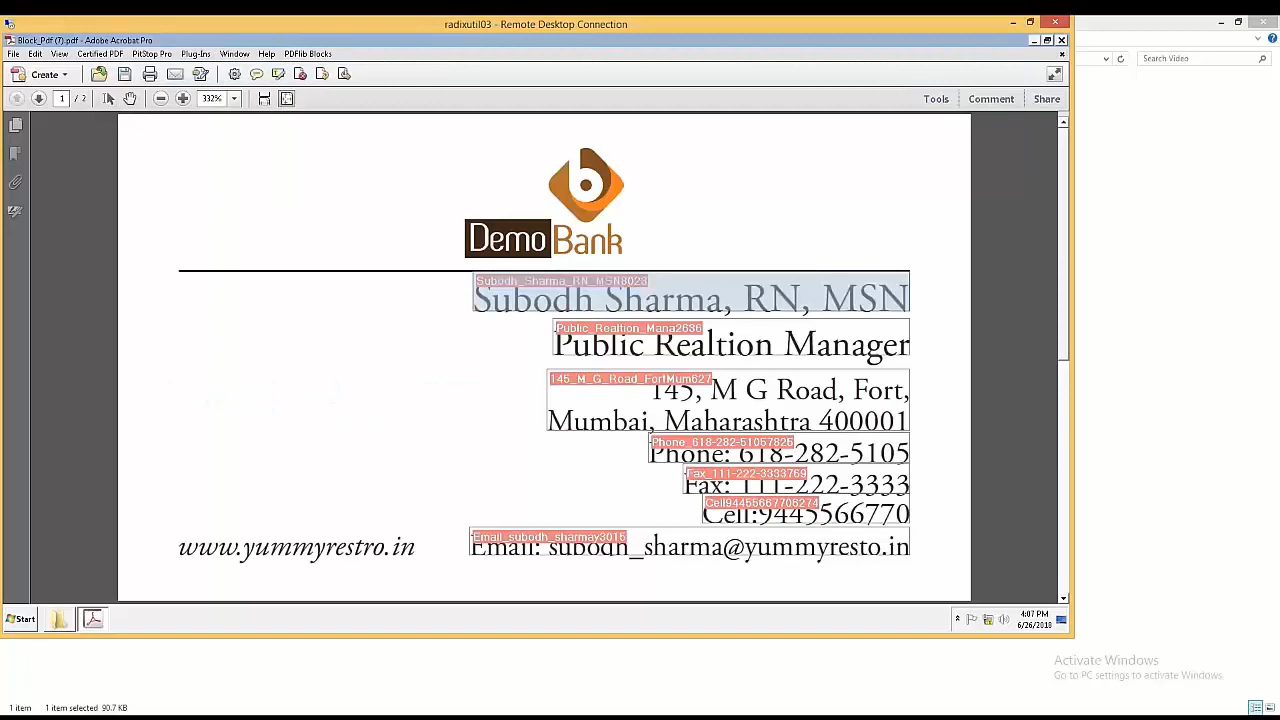 radixutil03 - Remote Desktop Connection
Block_Pdf (7).pdf - Adobe Acrobat Pro
File Edit View Certified PDF PitStop Pro Plug-Ins Window Help PDFlib Blocks
Create
Search Video
1 / 2
332%
Tools Comment Share
b
Demo Bank
Subodh_Sharma_RN_MSN8023
Subodh Sharma, RN, MSN
Public_Realtion_Mana2636
Public Realtion Manager
145_M_G_Road_FortMum627
145, M G Road, Fort,
Mumbai, Maharashtra 400001
Phone_618-282-51057825
Phone: 618-282-5105
Fax_111-222-3333769
Fax: 111-222-3333
Cell94455667706274
Cell:9445566770
Email_subodh_sharmay3015
www.yummyrestro.in
Email: subodh_sharma@yummyresto.in
Start
4:07 PM
6/26/2018
Activate Windows
Go to PC settings to activate Windows.
1 item
1 item selected 90.7 KB